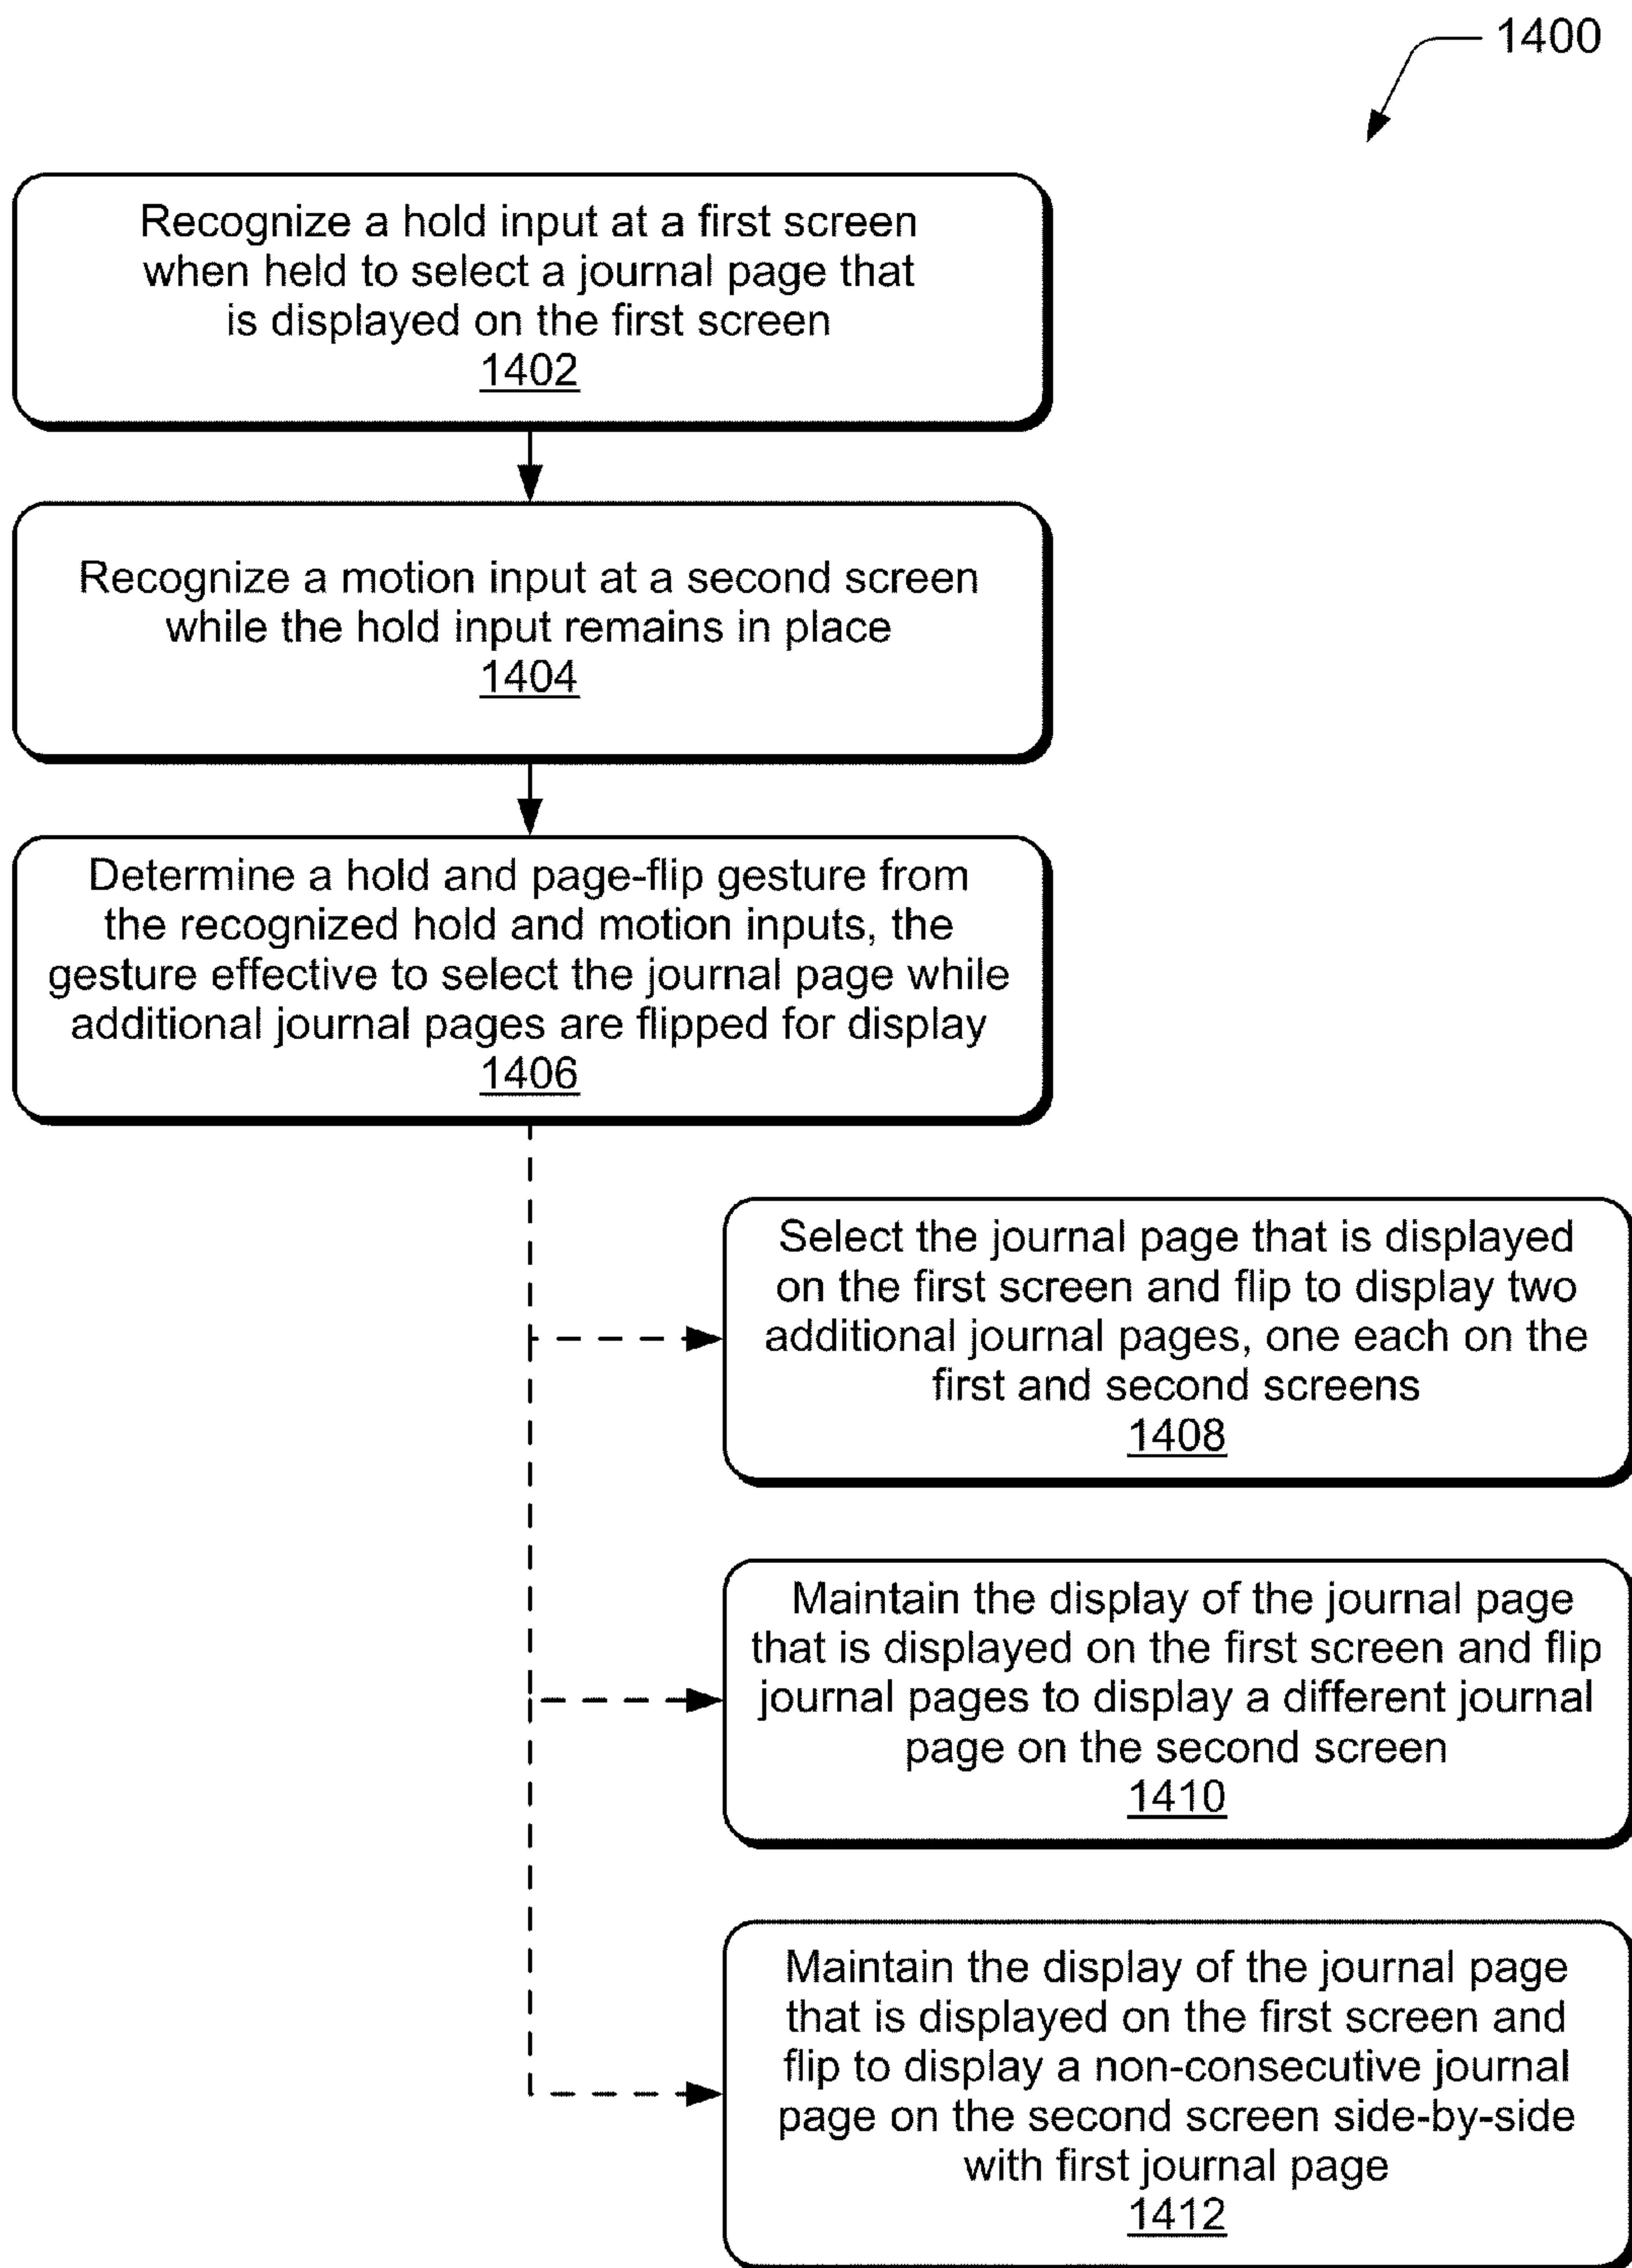 1400
Recognize a hold input at a first screen
when held to select a journal page that
is displayed on the first screen
1402
Recognize a motion input at a second screen
while the hold input remains in place
1404
Determine a hold and page-flip gesture from
the recognized hold and motion inputs, the
gesture effective to select the journal page while
additional journal pages are flipped for display
1406
Select the journal page that is displayed
on the first screen and flip to display two
additional journal pages, one each on the
first and second screens
1408
Maintain the display of the journal page
that is displayed on the first screen and flip
journal pages to display a different journal
page on the second screen
1410
Maintain the display of the journal page
that is displayed on the first screen and
flip to display a non-consecutive journal
page on the second screen side-by-side
with first journal page
1412